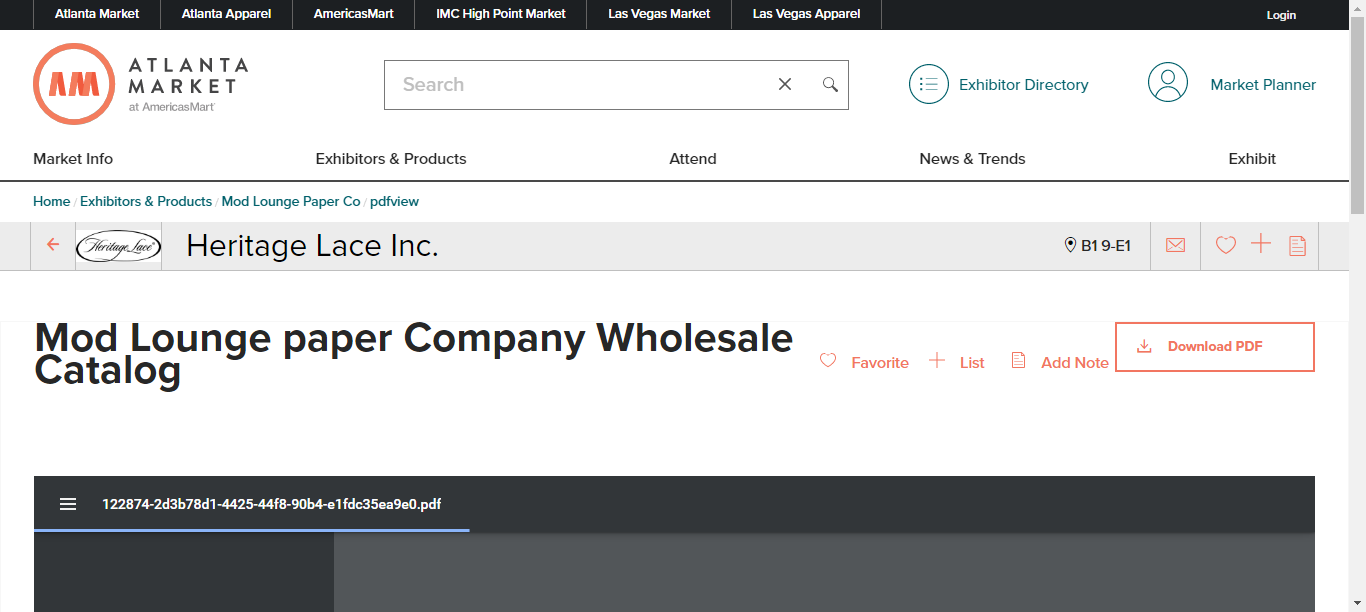 Atlanta Market Atlanta Apparel AmericasMart IMC High Point Market Las Vegas Market Las Vegas Apparel Login
ATLANTA
MARKET
at AmericasMart
Search
Exhibitor Directory
Market Planner
Market Info Exhibitors & Products Attend News & Trends Exhibit
Home / Exhibitors & Products / Mod Lounge Paper Co / pdfview
Heritage Lace
Heritage Lace Inc.
B1 9-E1
Mod Lounge paper Company Wholesale
Catalog
Favorite List Add Note
Download PDF
122874-2d3b78d1-4425-44f8-90b4-e1fdc35ea9e0.pdf